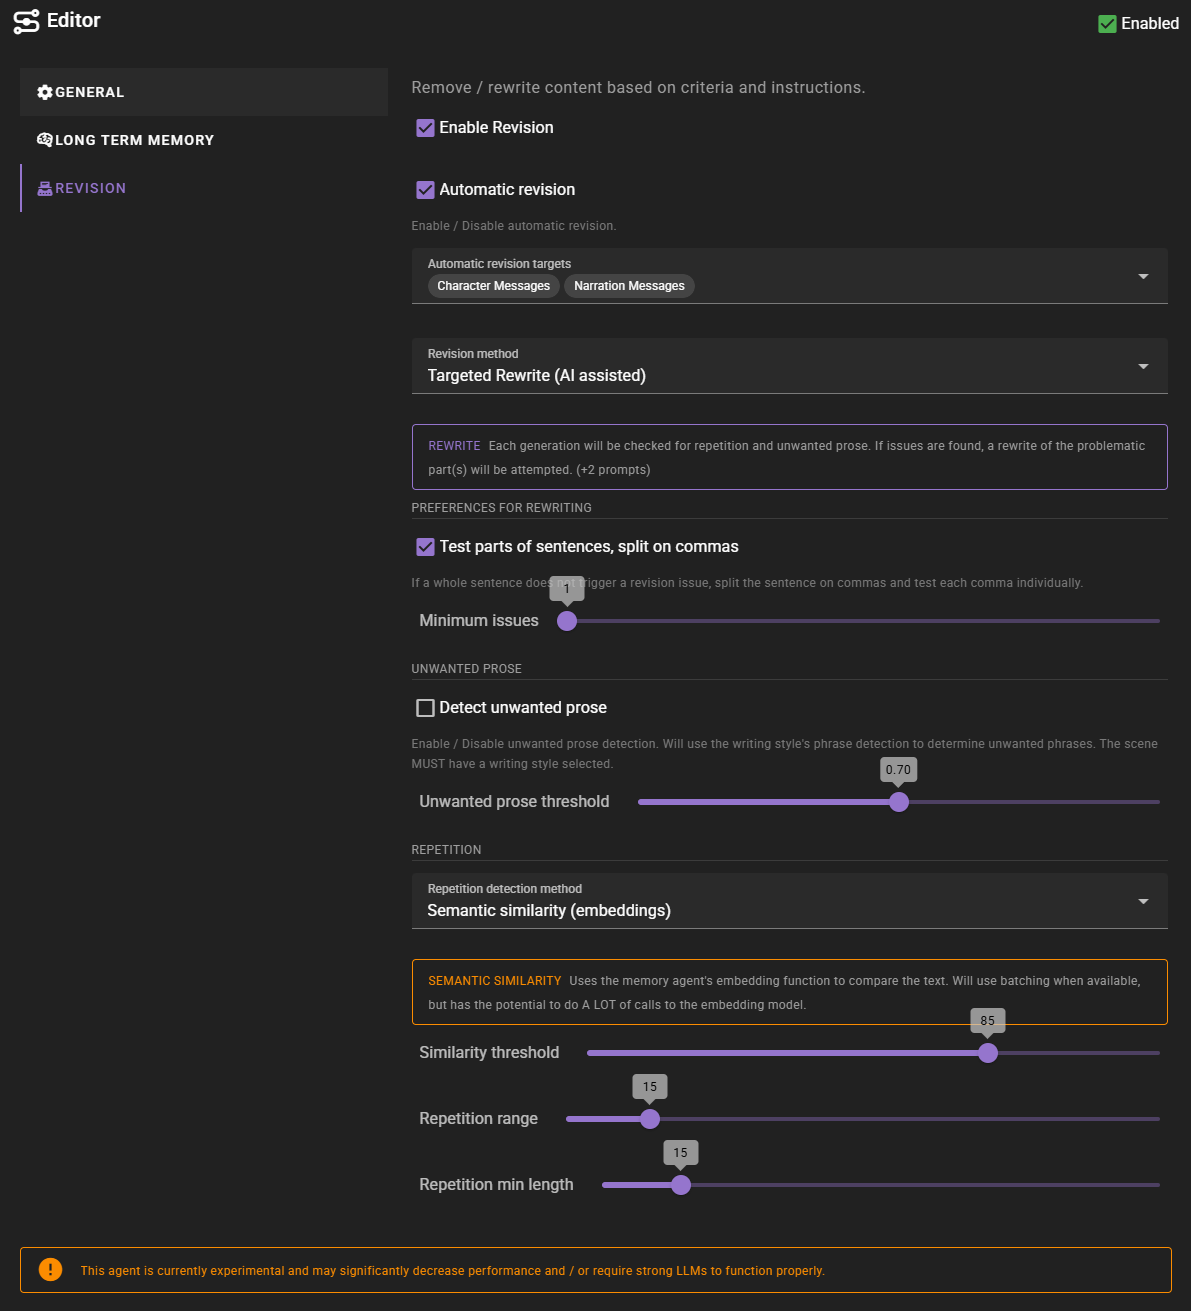 Editor
Enabled
GENERAL
LONG TERM MEMORY
REVISION
Remove / rewrite content based on criteria and instructions.
Enable Revision
Automatic revision
Enable / Disable automatic revision.
Automatic revision targets
Character Messages Narration Messages
Revision method
Targeted Rewrite (AI assisted)
REWRITE Each generation will be checked for repetition and unwanted prose. If issues are found, a rewrite of the problematic
part(s) will be attempted. (+2 prompts)
PREFERENCES FOR REWRITING
Test parts of sentences, split on commas
If a whole sentence does not trigger a revision issue, split the sentence on commas and test each comma individually.
1
Minimum issues
UNWANTED PROSE
Detect unwanted prose
Enable / Disable unwanted prose detection. Will use the writing style's phrase detection to determine unwanted phrases. The scene
MUST have a writing style selected.
0.70
Unwanted prose threshold
REPETITION
Repetition detection method
Semantic similarity (embeddings)
SEMANTIC SIMILARITY Uses the memory agent's embedding function to compare the text. Will use batching when available,
but has the potential to do A LOT of calls to the embedding model.
85
Similarity threshold
15
Repetition range
15
Repetition min length
This agent is currently experimental and may significantly decrease performance and / or require strong LLMs to function properly.